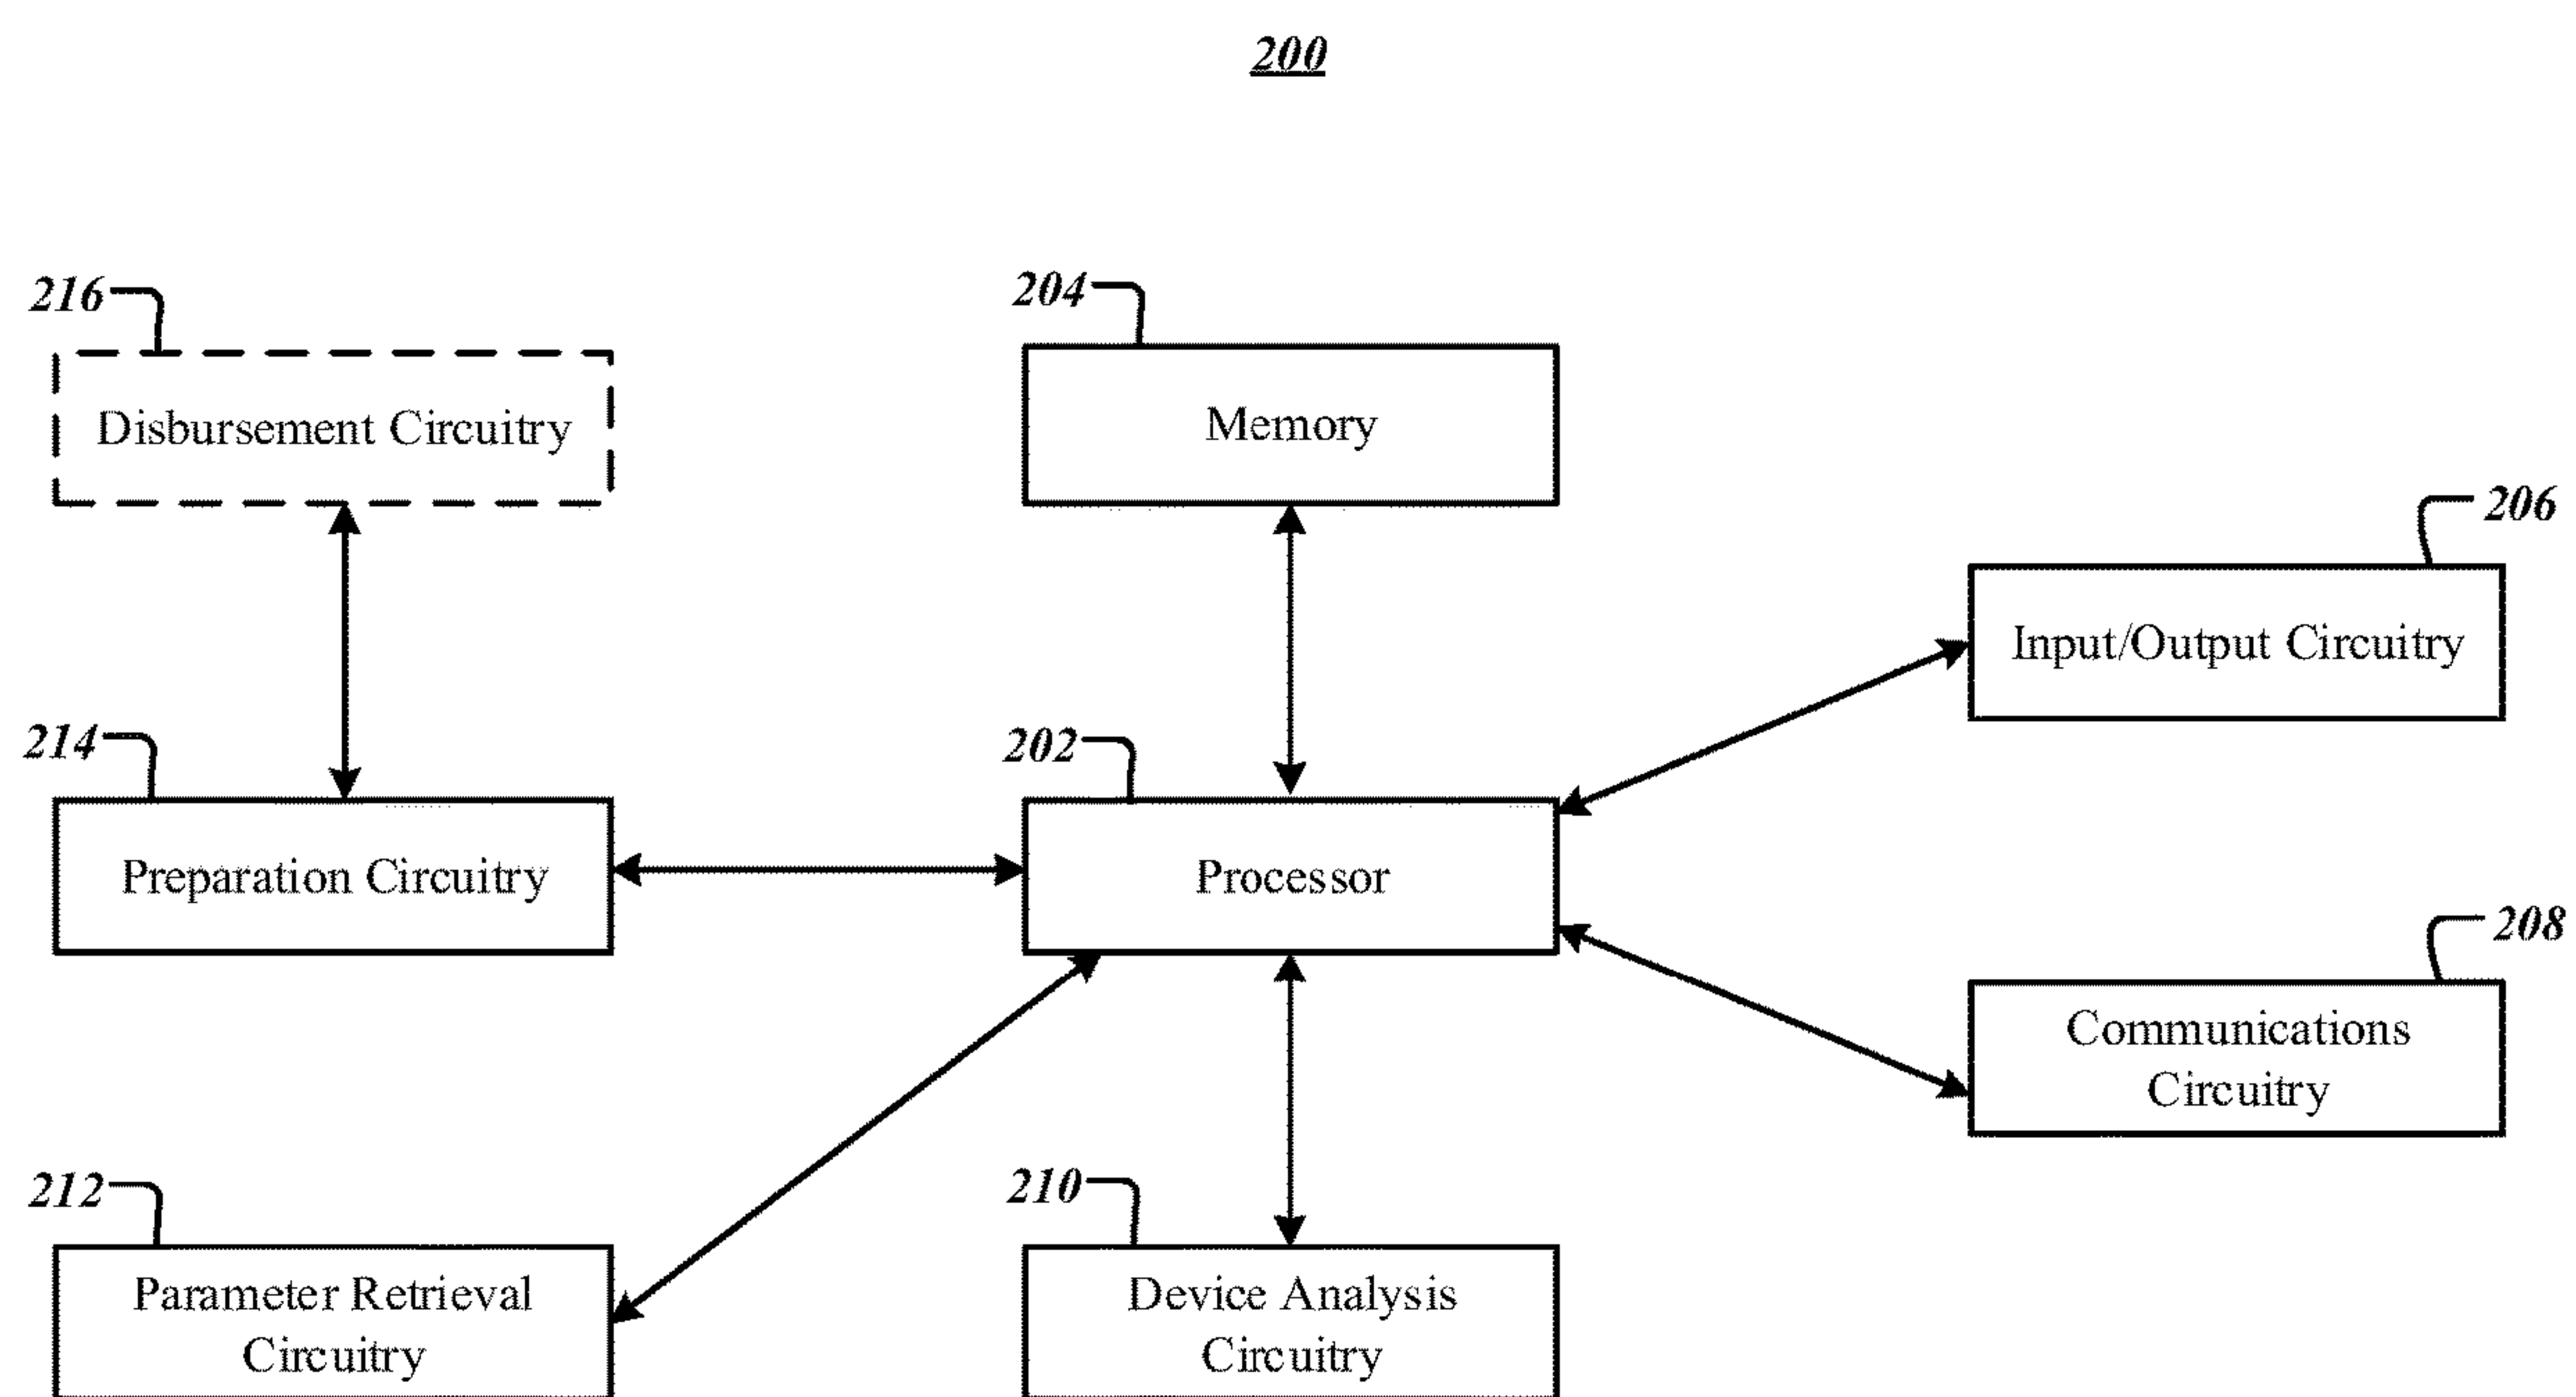 200
216
204
Disbursement Circuitry
Memory
206
Input/Output Circuitry
214
202
Preparation Circuitry
Processor
208
Communications
Circuitry
212
210
Parameter Retrieval
Circuitry
Device Analysis
Circuitry